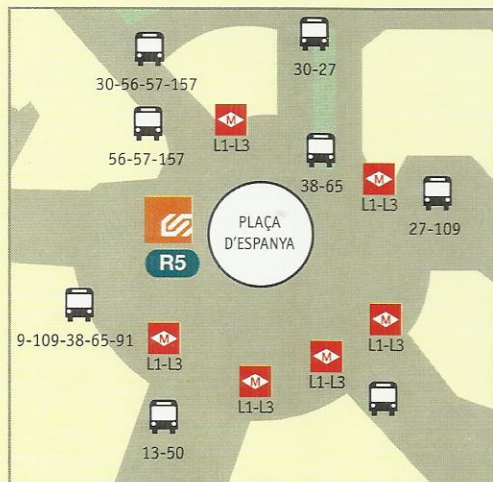 30-56-57-157
30-27
M
L1-L3
56-57-157
38-65
M
L1-L3
27-109
PLAÇA
D'ESPANYA
R5
9-109-38-65-91
M
L1-L3
M
L1-L3
M
L1-L3
M
L1-L3
13-50